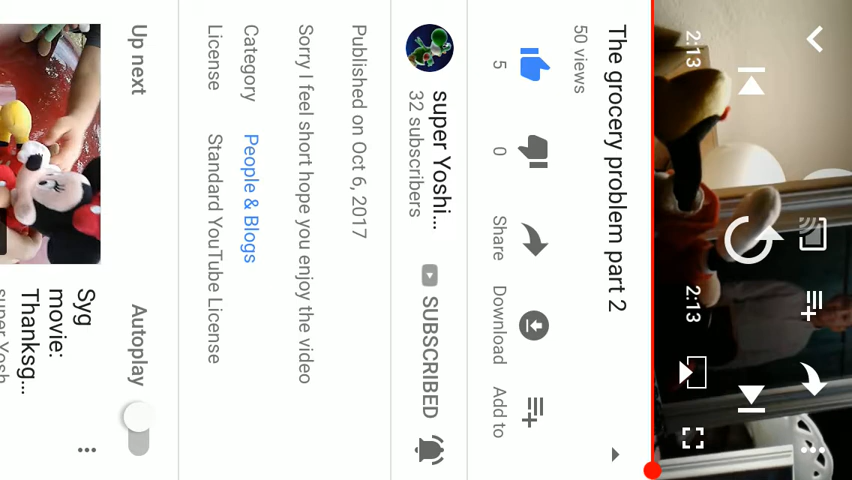 2:13
2:13
The grocery problem part 2
50 views
5
0
Share
Download
Add to
super Yoshi...
32 subscribers
SUBSCRIBED
Published on Oct 6, 2017
Sorry I feel short hope you enjoy the video
Category
People & Blogs
License
Standard YouTube License
Up next
Autoplay
Syg
movie:
Thanksg...
super Yosh